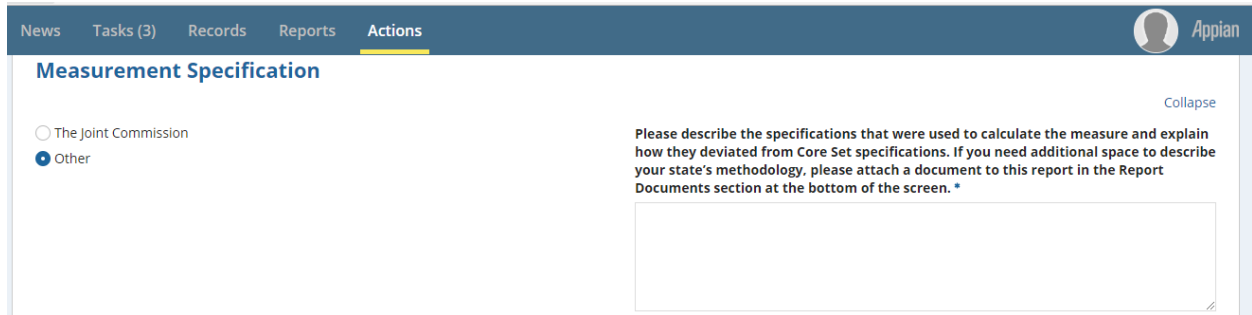 News Tasks (3) Records Reports Actions Appian
Measurement Specification
Collapse
The Joint Commission
Other
Please describe the specifications that were used to calculate the measure and explain
how they deviated from Core Set specifications. If you need additional space to describe
your state's methodology, please attach a document to this report in the Report
Documents section at the bottom of the screen. *